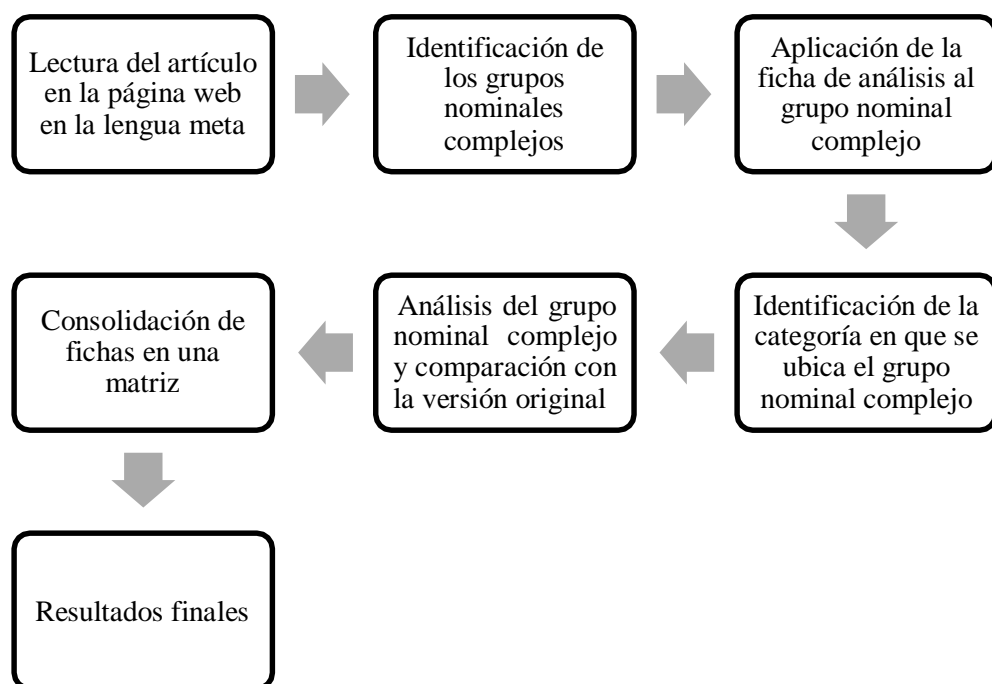 Lectura del artículo
en la página web
en la lengua meta
Identificación de
los grupos
nominales
complejos
Aplicación de la
ficha de análisis al
grupo nominal
complejo
Identificación de la
categoría en que se
ubica el grupo
nominal complejo
Análisis del grupo
nominal complejo
y comparación con
la versión original
Consolidación de
fichas en una
matriz
Resultados finales